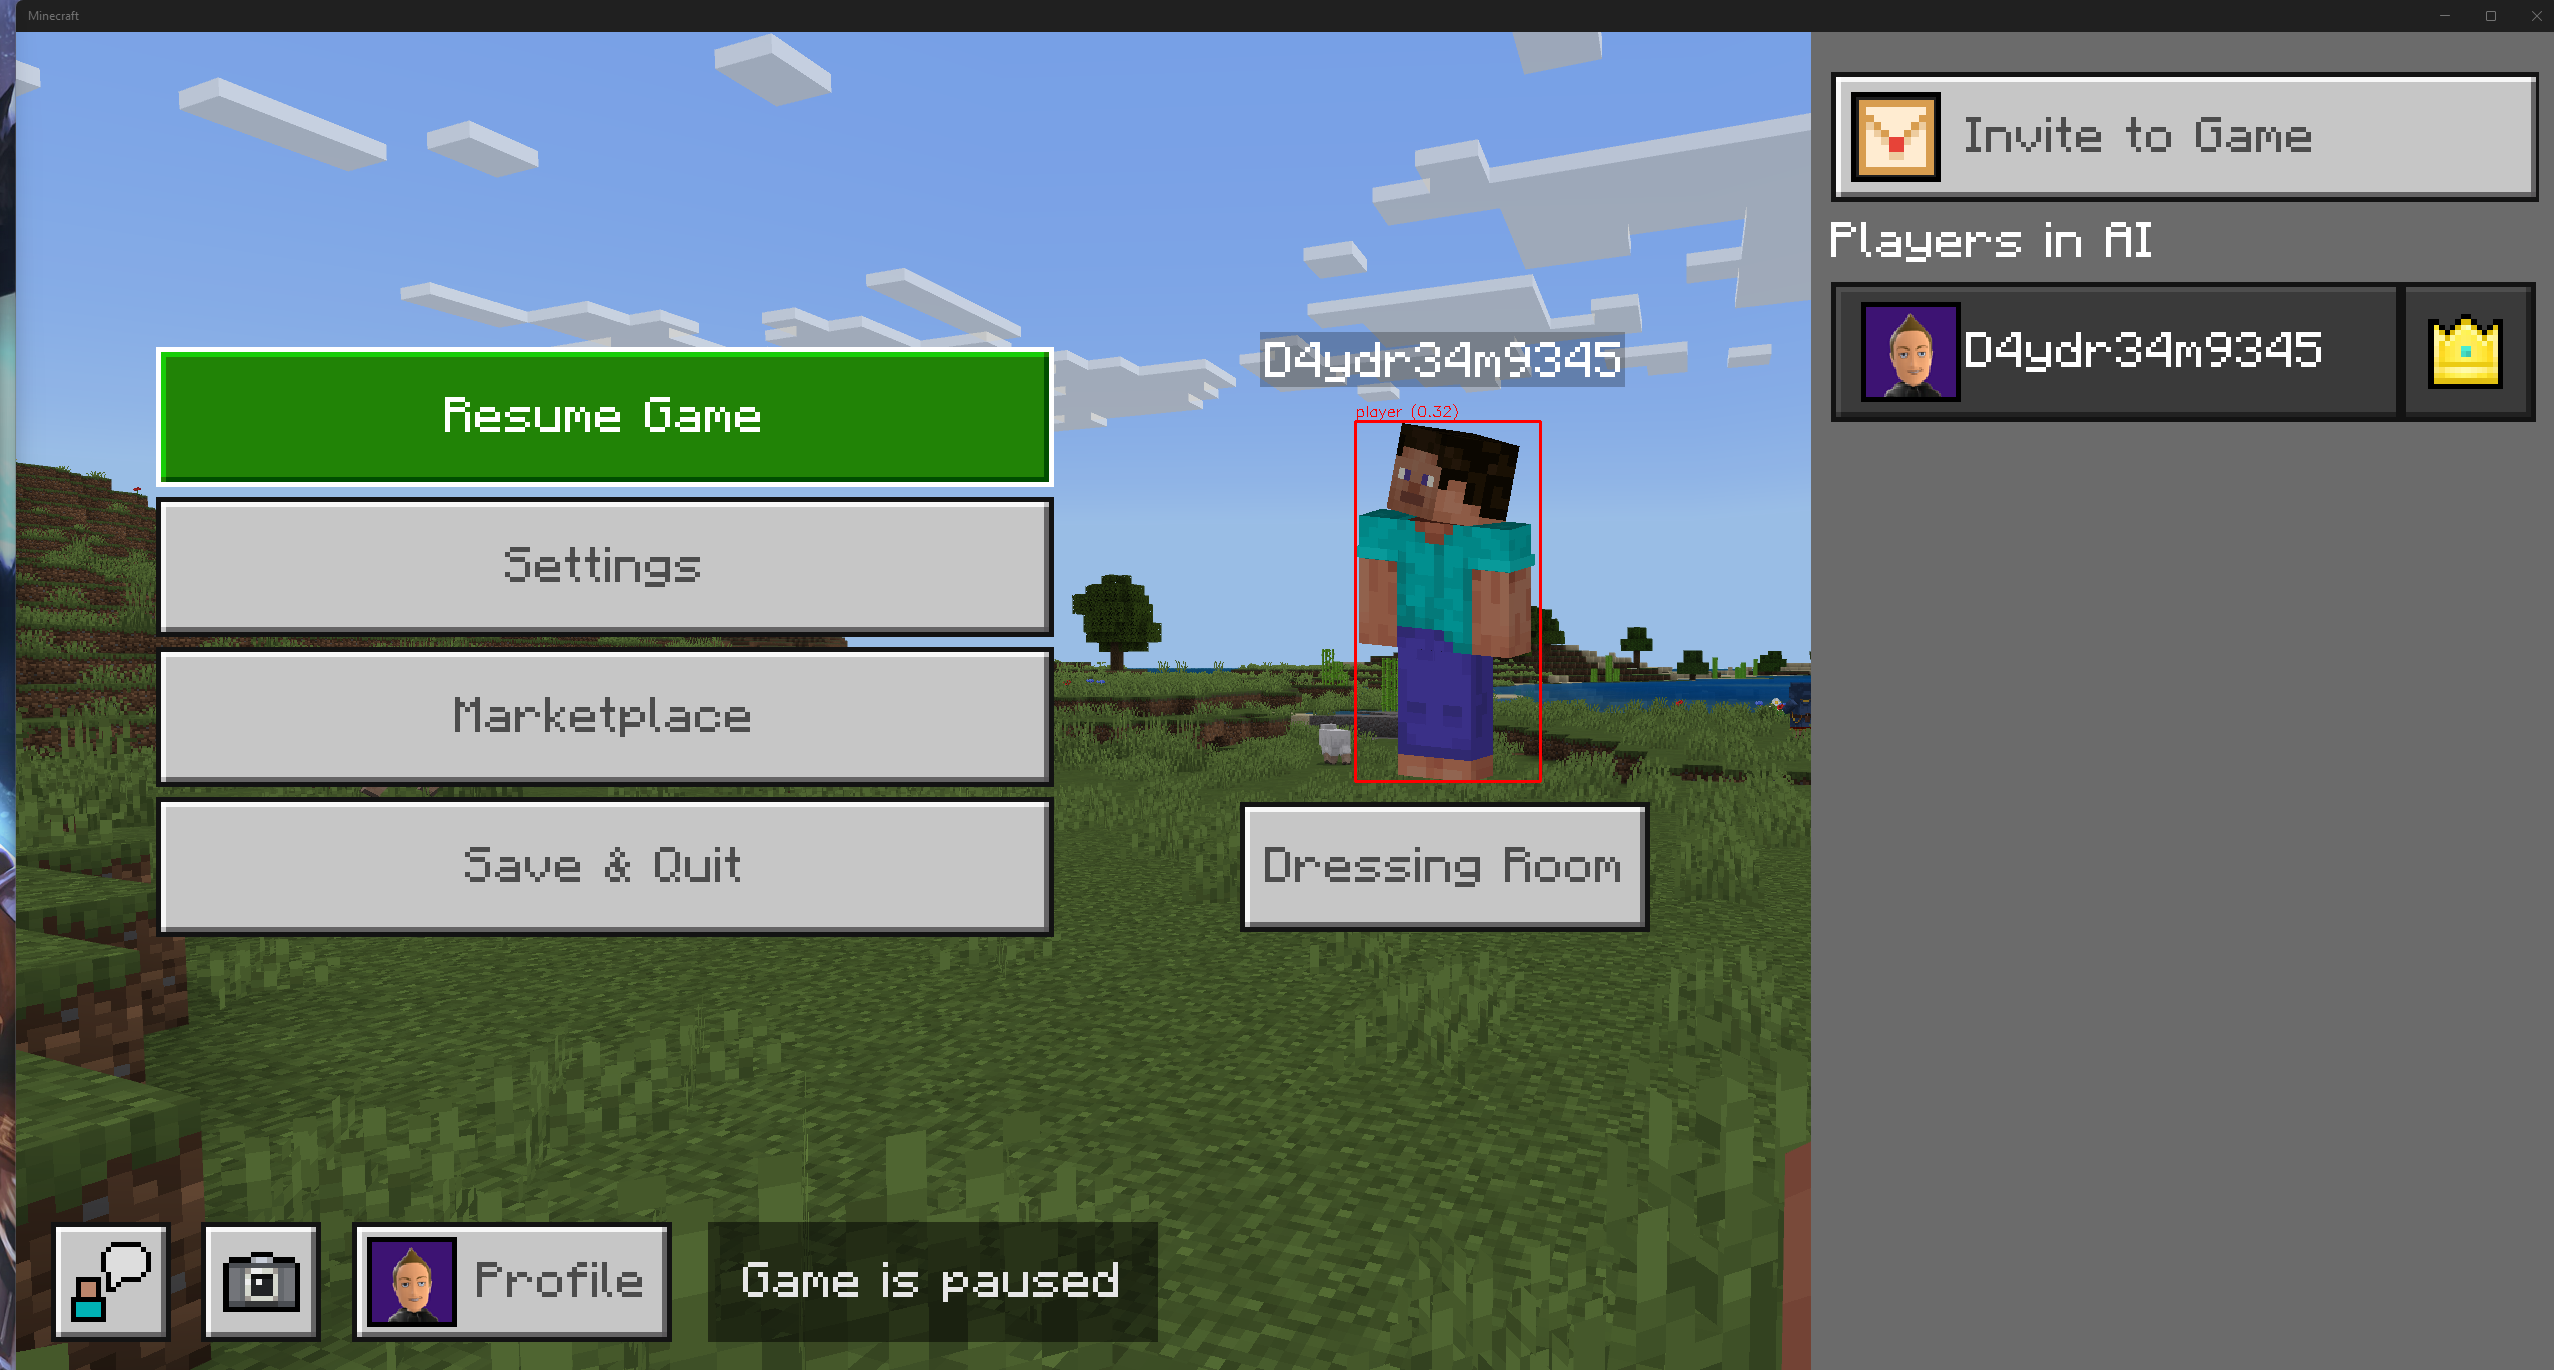 Minecraft
Invite to Game
Players in AI
D4ydr34m9345
D4ydr34m9345
player (0.32)
Resume Game
Settings
Marketplace
Save & Quit
Dressing Room
Profile
Game is paused